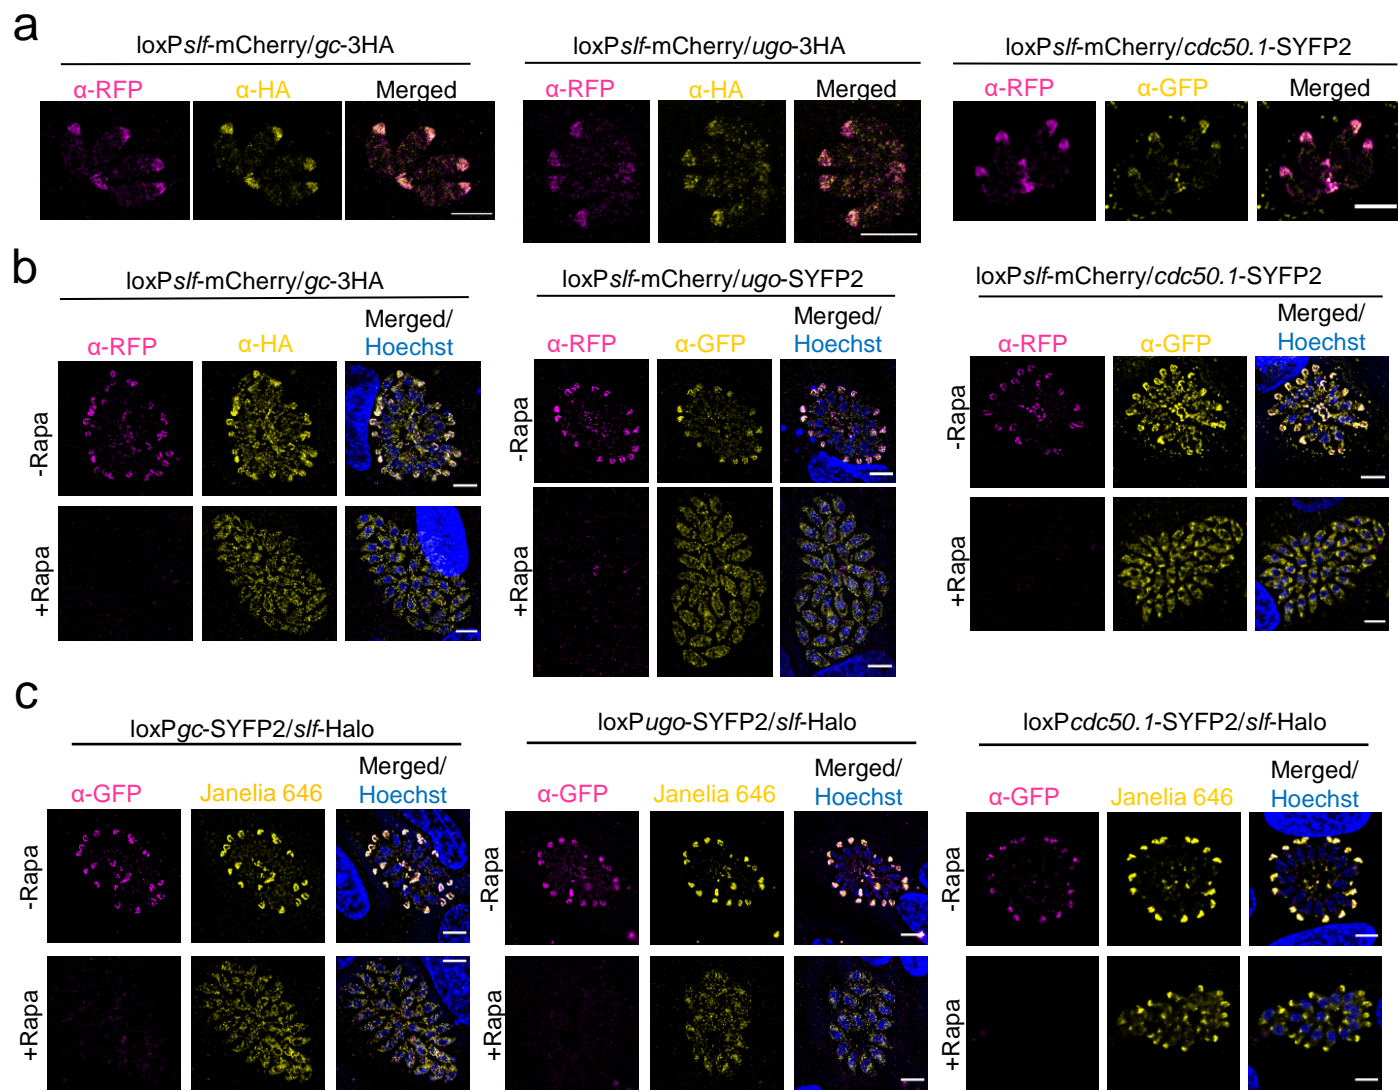 a
loxPslf-mCherry/gc-3HA
loxPslf-mCherry/ugo-3HA
loxPslf-mCherry/cdc50.1-SYFP2
α-RFP α-HA Merged
α-RFP α-HA Merged
α-RFP α-GFP Merged
b
loxPslf-mCherry/gc-3HA
loxPslf-mCherry/ugo-SYFP2
loxPslf-mCherry/cdc50.1-SYFP2
α-RFP α-HA Merged/
Hoechst
α-RFP α-GFP Merged/
Hoechst
α-RFP α-GFP Merged/
Hoechst
-Rapa
-Rapa
-Rapa
+Rapa
+Rapa
+Rapa
c
loxPgc-SYFP2/slf-Halo
loxPugo-SYFP2/slf-Halo
loxPcdc50.1-SYFP2/slf-Halo
α-GFP Janelia 646 Merged/
Hoechst
α-GFP Janelia 646 Merged/
Hoechst
α-GFP Janelia 646 Merged/
Hoechst
-Rapa
-Rapa
-Rapa
+Rapa
+Rapa
+Rapa